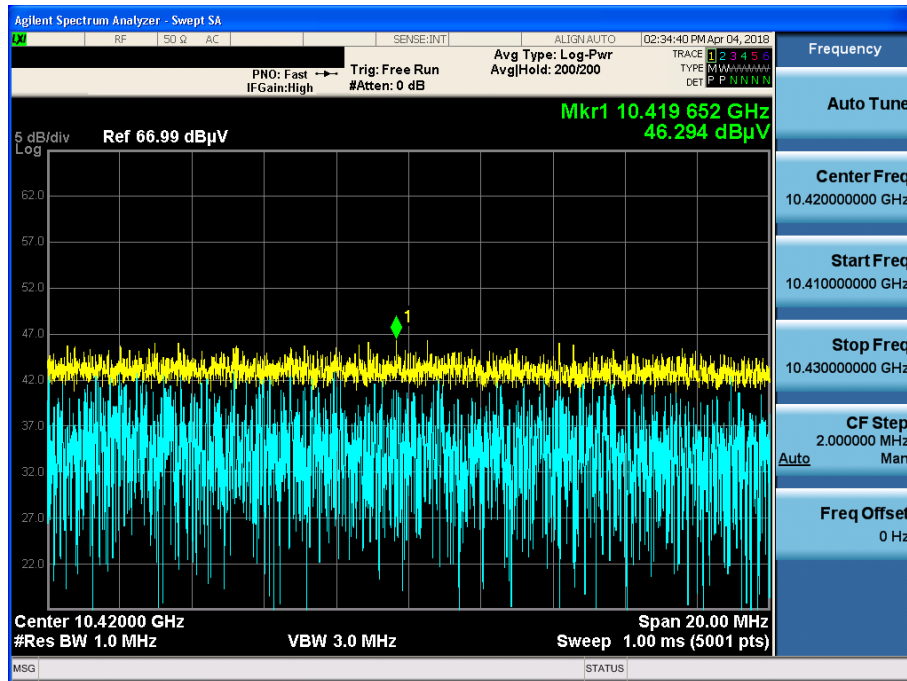 Agilent Spectrum Analyzer - Swept SA
LXI RF 50 Ω AC SENSE:INT ALIGN AUTO 02:34:40 PM Apr 04, 2018
Frequency
Avg Type: Log-Pwr TRACE 1 2 3 4 5 6
PNO: Fast Trig: Free Run Avg|Hold: 200/200 TYPE M W W W W W
IFGain:High #Atten: 0 dB DET P P N N N N
Auto Tune
Mkr1 10.419 652 GHz
46.294 dBµV
5 dB/div Ref 66.99 dBµV
Log
Center Freq
10.420000000 GHz
62.0
57.0
Start Freq
10.410000000 GHz
52.0
1
47.0
Stop Freq
10.430000000 GHz
42.0
37.0
CF Step
2.000000 MHz
Auto Man
32.0
27.0
Freq Offset
0 Hz
22.0
Center 10.42000 GHz Span 20.00 MHz
#Res BW 1.0 MHz VBW 3.0 MHz Sweep 1.00 ms (5001 pts)
MSG STATUS